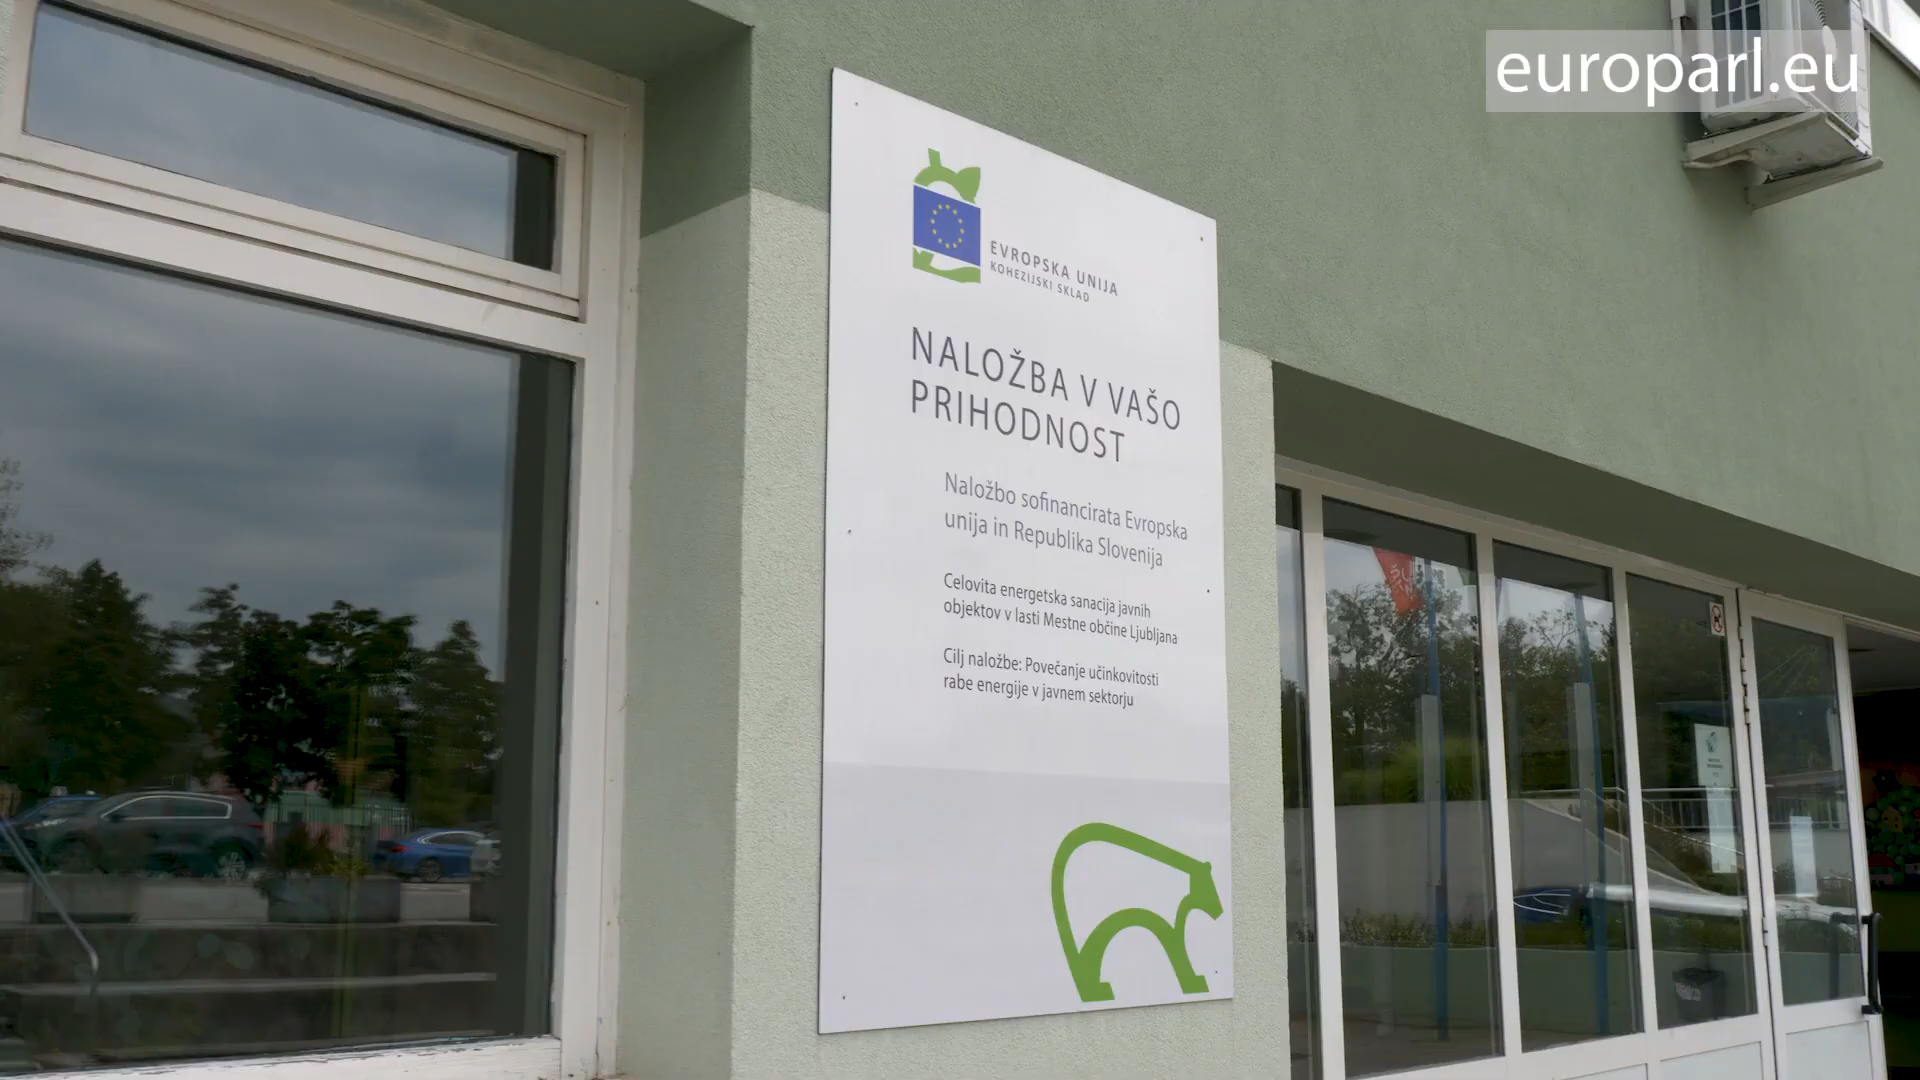 europarl.eu
EVROPSKA UNIJA
KOHEZIJSKI SKLAD
NALOŽBA V VAŠO
PRIHODNOST
Naložbo sofinancirata Evropska
unija in Republika Slovenija
Celovita energetska sanacija javnih
objektov v lasti Mestne občine Ljubljana
Cilj naložbe: Povečanje učinkovitosti
rabe energije v javnem sektorju